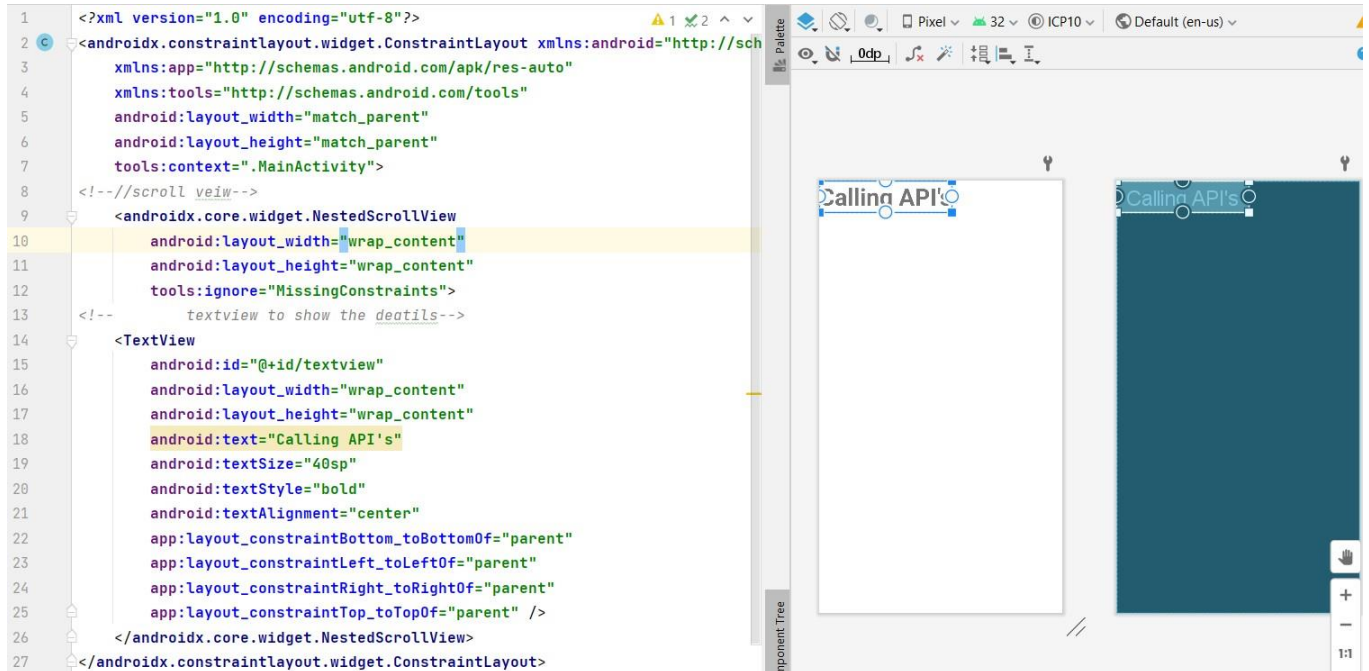 1 <?xml version="1.0" encoding="utf-8"?> 1 2
2 C <androidx.constraintlayout.widget.ConstraintLayout xmlns:android="http://sch
3 xmlns:app="http://schemas.android.com/apk/res-auto"
4 xmlns:tools="http://schemas.android.com/tools"
5 android:layout_width="match_parent"
6 android:layout_height="match_parent"
7 tools:context=".MainActivity">
8 <!--//scroll veiw-->
9 <androidx.core.widget.NestedScrollView
10 android:layout_width="wrap_content"
11 android:layout_height="wrap_content"
12 tools:ignore="MissingConstraints">
13 <!-- textview to show the deatils-->
14 <TextView
15 android:id="@+id/textview"
16 android:layout_width="wrap_content"
17 android:layout_height="wrap_content"
18 android:text="Calling API's"
19 android:textSize="40sp"
20 android:textStyle="bold"
21 android:textAlignment="center"
22 app:layout_constraintBottom_toBottomOf="parent"
23 app:layout_constraintLeft_toLeftOf="parent"
24 app:layout_constraintRight_toRightOf="parent"
25 app:layout_constraintTop_toTopOf="parent" />
26 </androidx.core.widget.NestedScrollView>
27 </androidx.constraintlayout.widget.ConstraintLayout>
Palette
mponent Tree
Pixel 32 ICP10 Default (en-us)
0dp
Calling API's
Calling API's
+
−
1:1